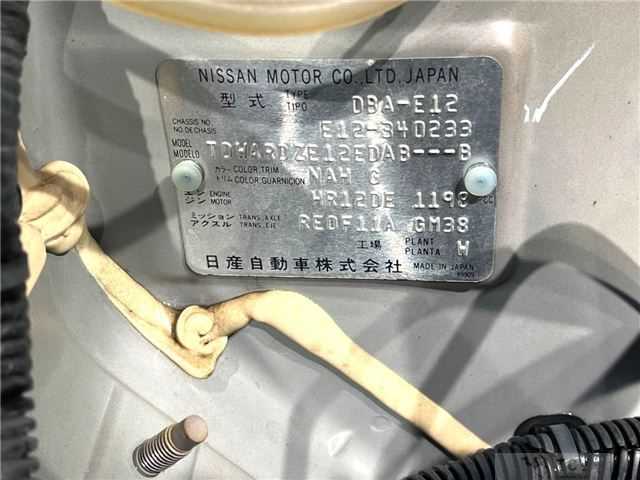 NISSAN MOTOR CO.,LTD.JAPAN
型式 TYPE TIPO DBA-E12
CHASSIS NO. NO.DE CHASIS E12-340233
MODEL MODELO TDWARDZE12EDAB---B
カラー COLOR,TRIM トリム COLOR,GUARNICION NAH C
エンジン ENGINE MOTOR HR12DE 1198 cc
ミッション TRANS. AXLE アクスル TRANS. EJE REOF11A GM38
工場 PLANT PLANTA W
日産自動車株式会社 MADE IN JAPAN